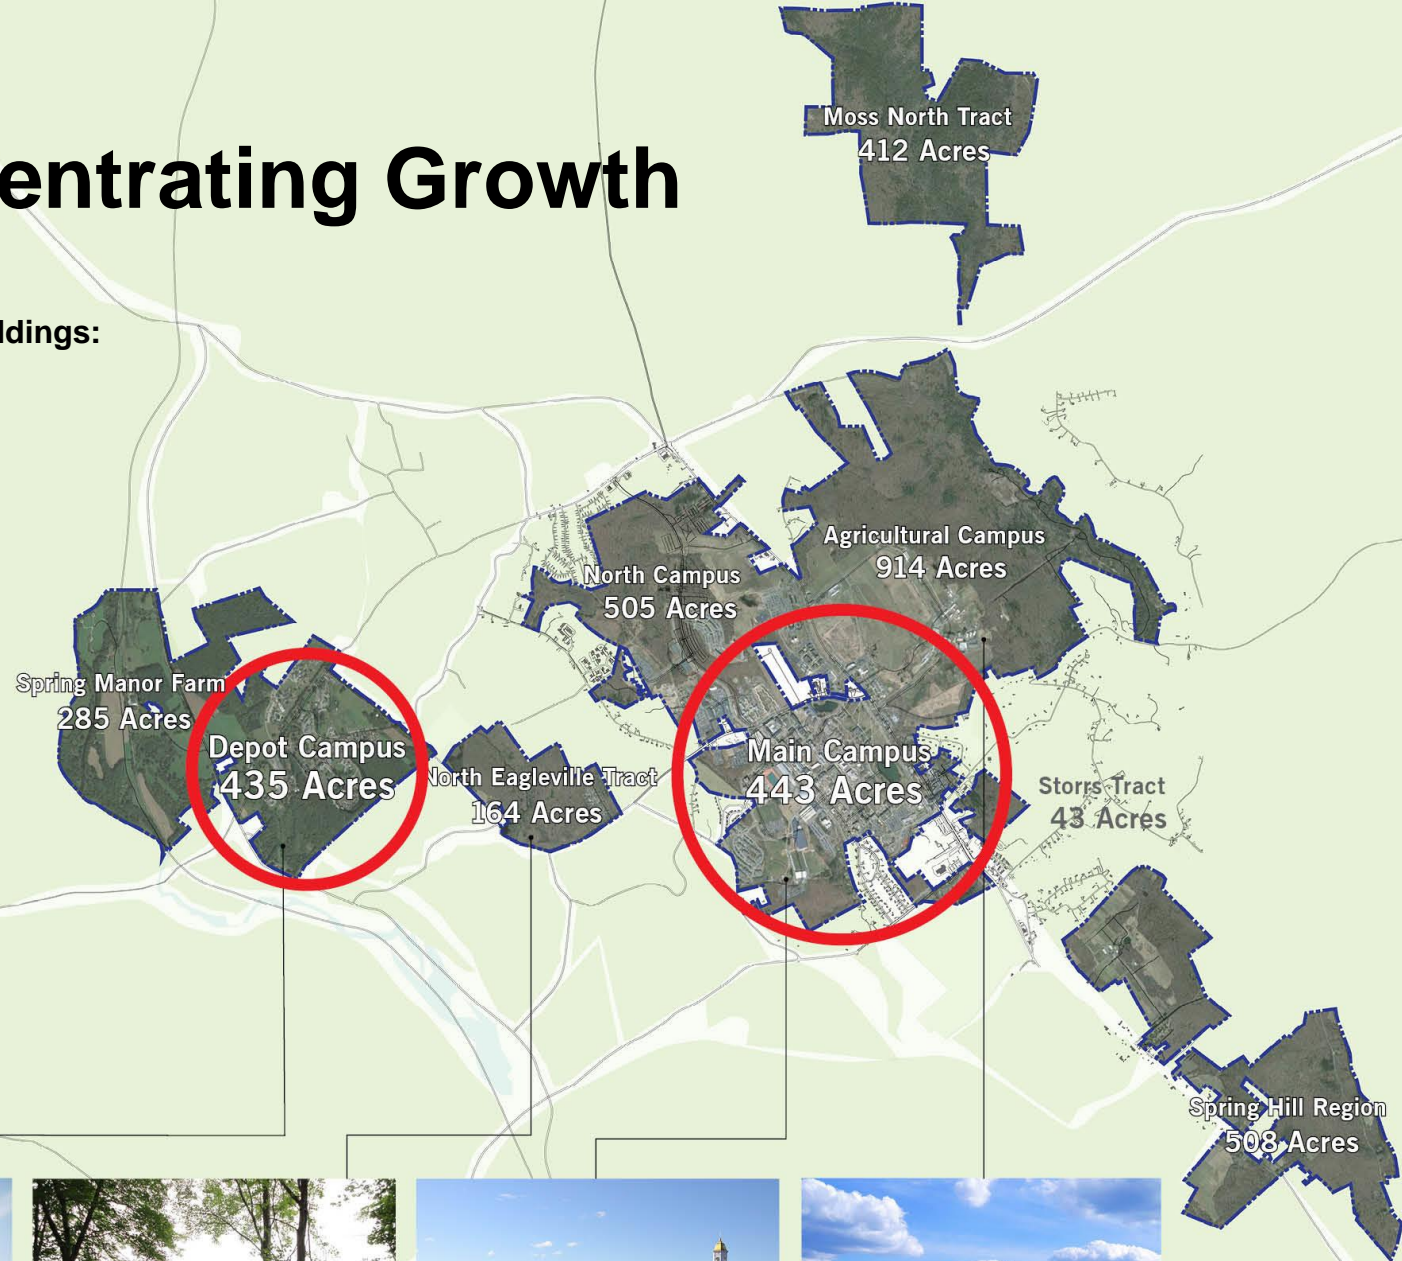 Moss North Tract
412 Acres
entrating Growth
ldings:
Agricultural Campus
914 Acres
North Campus
505 Acres
Spring Manor Farm
285 Acres
Depot Campus
435 Acres
North Eagleville Tract
164 Acres
Main Campus
443 Acres
Storrs Tract
43 Acres
Spring Hill Region
508 Acres